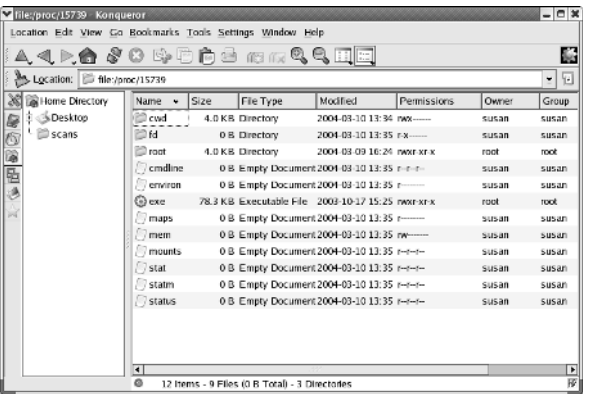 file:/proc/15739 - Konqueror
Location Edit View Go Bookmarks Tools Settings Window Help
Location: file:/proc/15739
Home Directory
Desktop
scans
Name Size File Type Modified Permissions Owner Group
cwd 4.0 KB Directory 2004-03-10 13:34 rwx------ susan susan
fd 0 B Directory 2004-03-10 13:35 r-x------ susan susan
root 4.0 KB Directory 2004-03-09 16:24 rwxr-xr-x root root
cmdline 0 B Empty Document 2004-03-10 13:35 r--r--r-- susan susan
environ 0 B Empty Document 2004-03-10 13:35 r-------- susan susan
exe 78.3 KB Executable File 2003-10-17 15:25 rwxr-xr-x root root
maps 0 B Empty Document 2004-03-10 13:35 r--r--r-- susan susan
mem 0 B Empty Document 2004-03-10 13:35 rw------- susan susan
mounts 0 B Empty Document 2004-03-10 13:35 r--r--r-- susan susan
stat 0 B Empty Document 2004-03-10 13:35 r--r--r-- susan susan
statm 0 B Empty Document 2004-03-10 13:35 r--r--r-- susan susan
status 0 B Empty Document 2004-03-10 13:35 r--r--r-- susan susan
12 Items - 9 Files (0 B Total) - 3 Directories